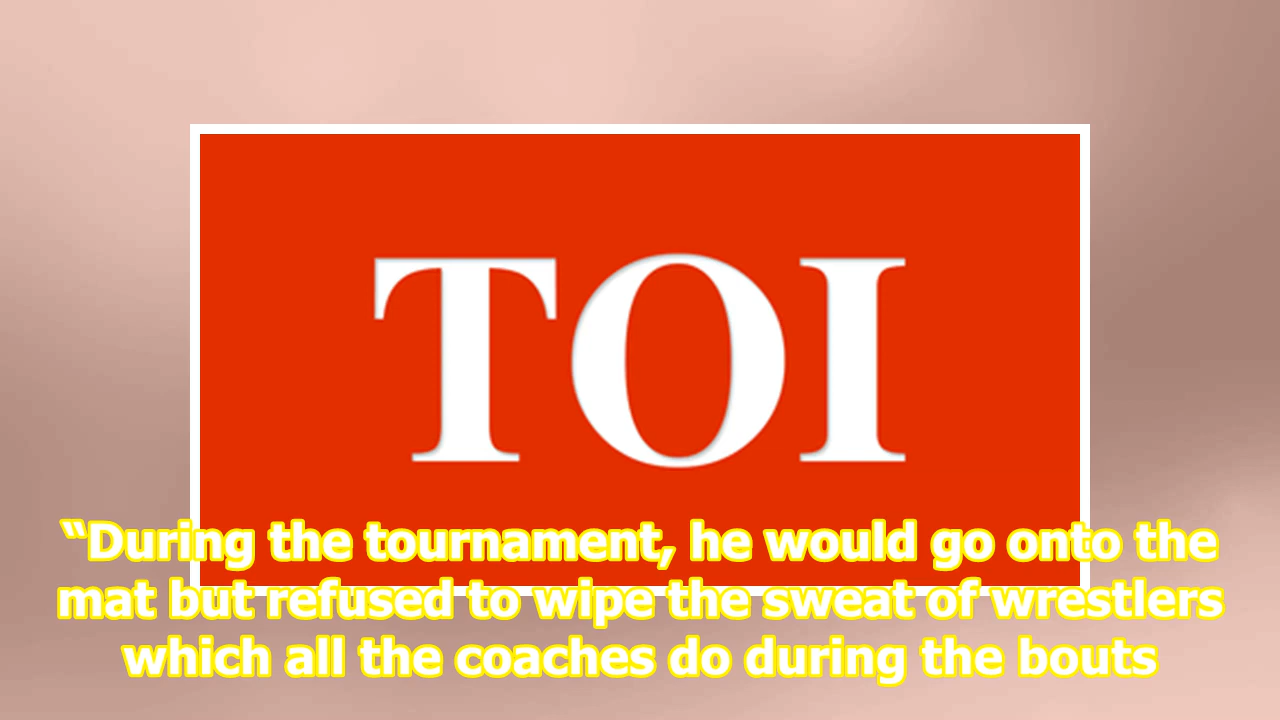 TOI
“During the tournament, he would go onto the
mat but refused to wipe the sweat of wrestlers
which all the coaches do during the bouts